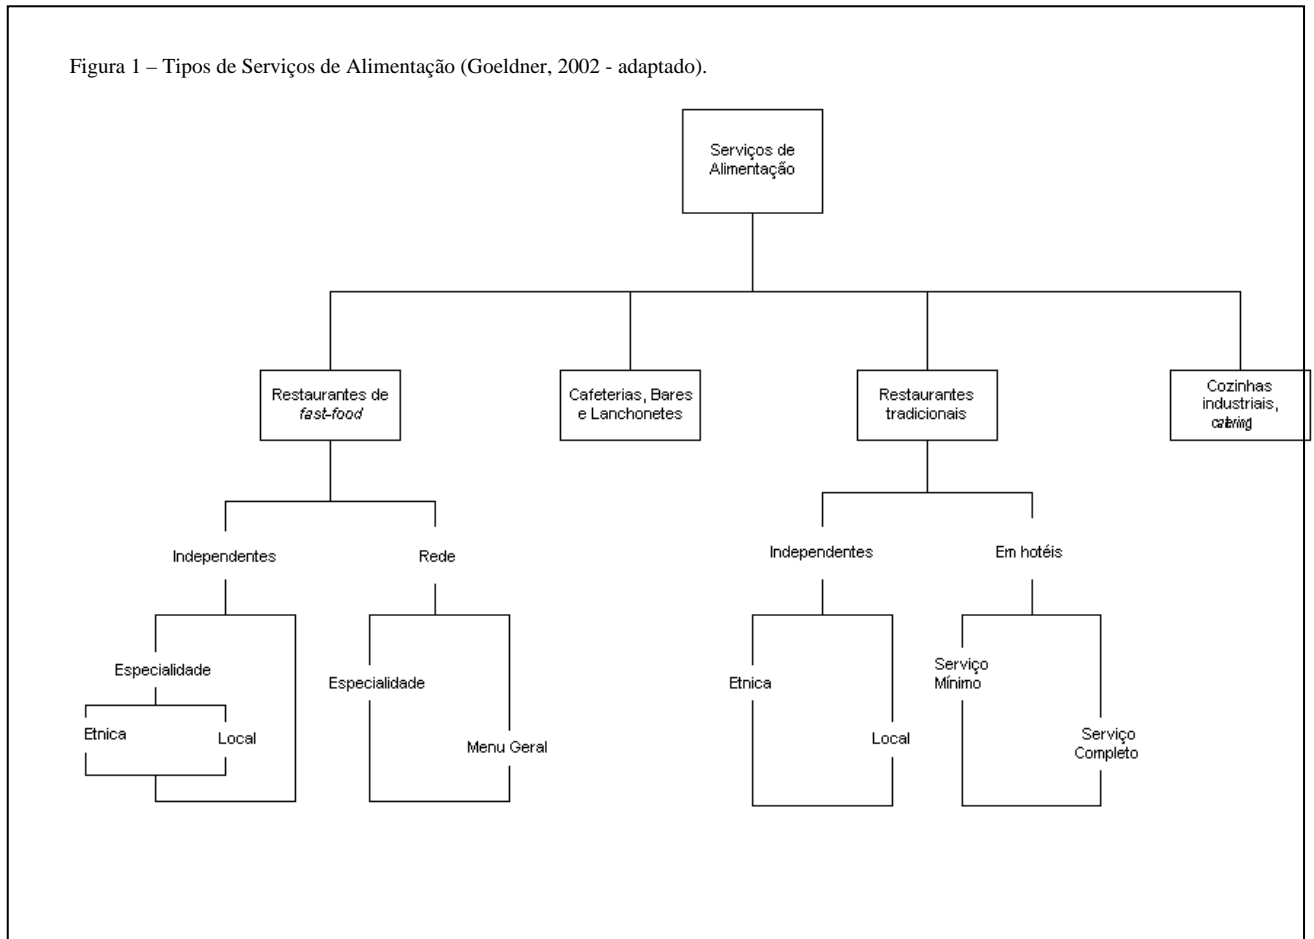 Figura 1 – Tipos de Serviços de Alimentação (Goeldner, 2002 - adaptado).
Serviços de
Alimentação
Restaurantes de
fast-food
Cafeterias, Bares
e Lanchonetes
Restaurantes
tradicionais
Cozinhas
industriais,
catering
Independentes
Rede
Independentes
Em hotéis
Especialidade
Etnica
Local
Especialidade
Menu Geral
Etnica
Local
Serviço
Mínimo
Serviço
Completo